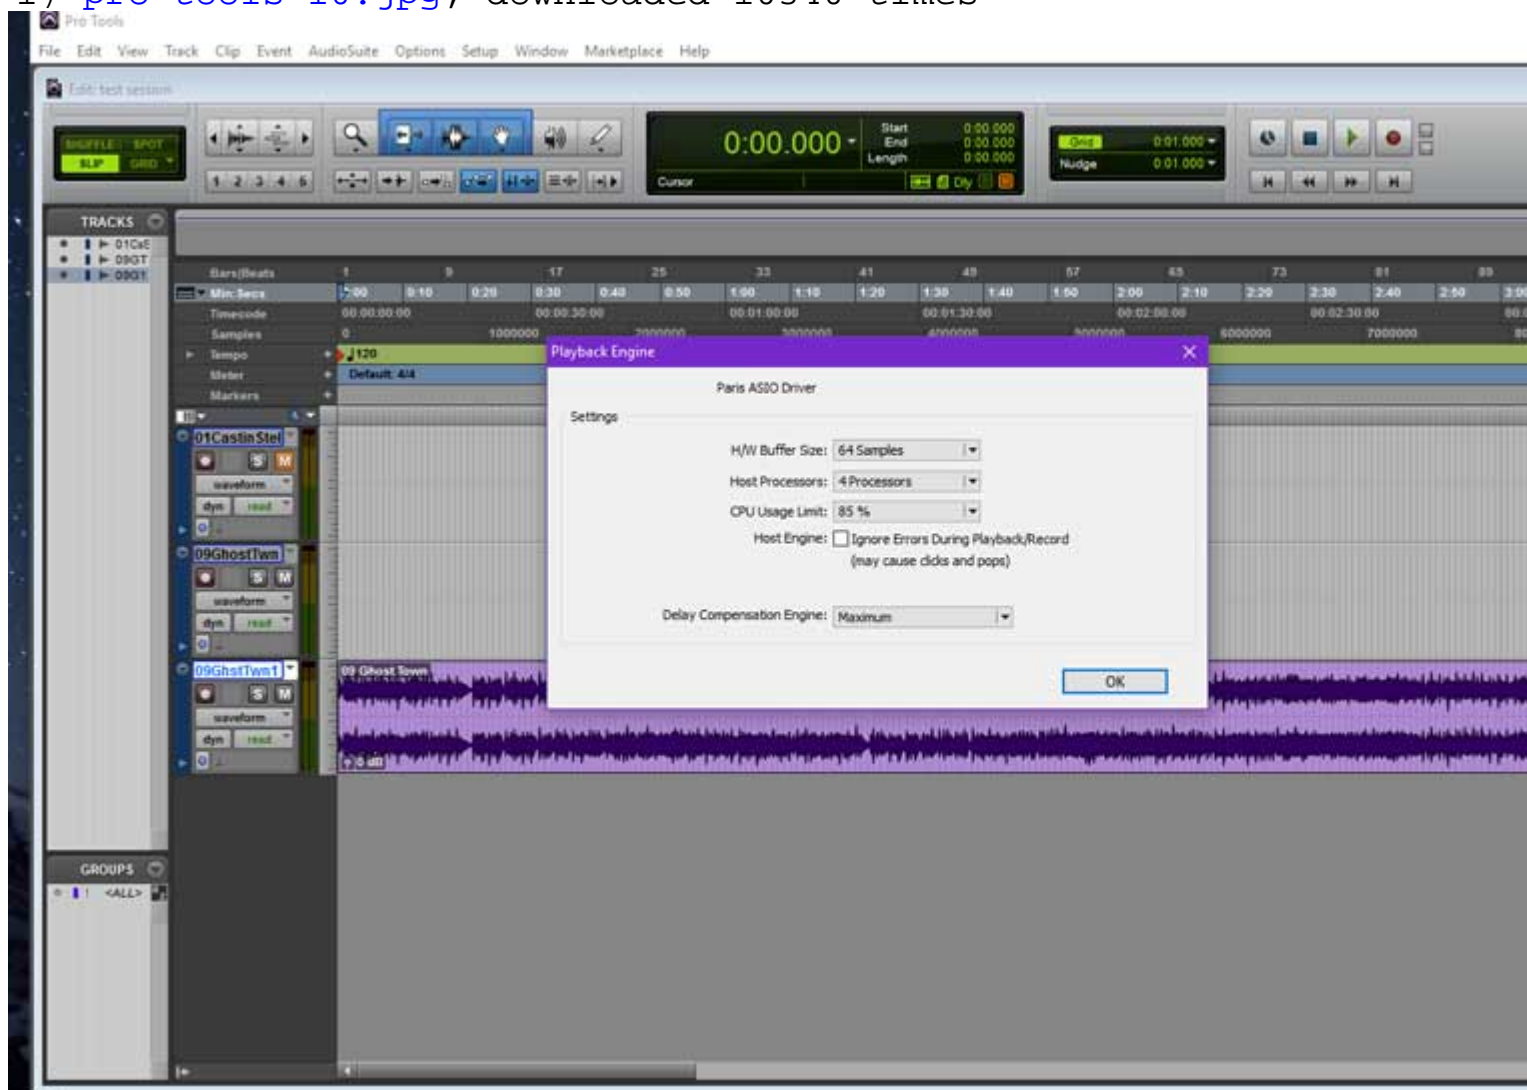 Pro Tools
File Edit View Track Clip Event AudioSuite Options Setup Window Marketplace Help
Edit: test session
SHUFFLE SPOT
SLIP GRID
1 2 3 4 5
0:00.000
Start 0:00.000
End 0:00.000
Length 0:00.000
Cursor
Dly
Grid 0:01.000
Nudge 0:01.000
TRACKS
01CaS
09GT
09GT
Bars|Beats 1 9 17 25 33 41 49 57 65 73 81 89
Min:Secs 0:00 0:10 0:20 0:30 0:40 0:50 1:00 1:10 1:20 1:30 1:40 1:50 2:00 2:10 2:20 2:30 2:40 2:50 3:00
Timecode 00:00:00:00 00:00:30:00 00:01:00:00 00:01:30:00 00:02:00:00 00:02:30:00
Samples 0 1000000 2000000 3000000 4000000 5000000 6000000 7000000
Tempo 120
Meter Default: 4/4
Markers
Playback Engine
Paris ASIO Driver
Settings
H/W Buffer Size: 64 Samples
Host Processors: 4 Processors
CPU Usage Limit: 85 %
Host Engine: Ignore Errors During Playback/Record
(may cause clicks and pops)
Delay Compensation Engine: Maximum
OK
01CastinStel
S M
waveform
dyn read
09GhostTwn
S M
waveform
dyn read
09GhstTwn1
S M
waveform
dyn read
09 Ghost Town
0 dB
GROUPS
! <ALL>